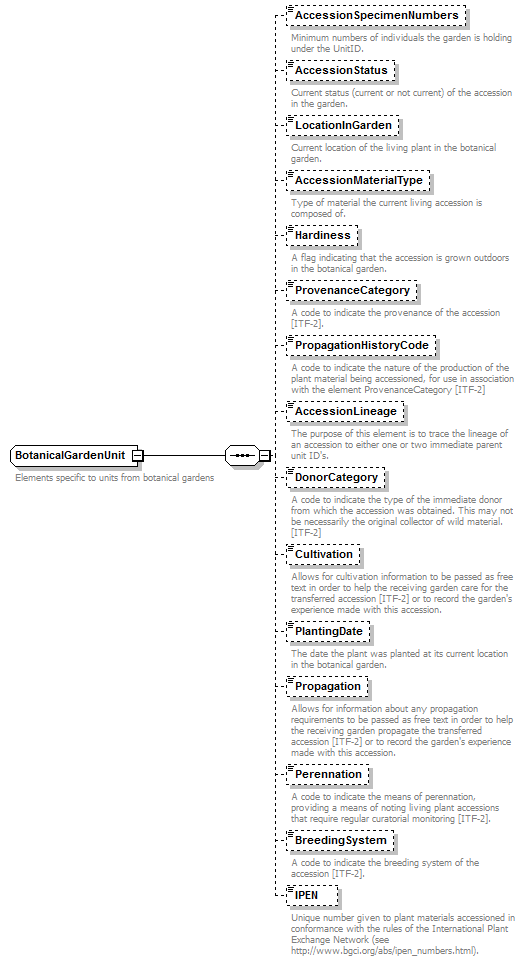 AccessionSpecimenNumbers
Minimum numbers of individuals the garden is holding
under the UnitID.
AccessionStatus
Current status (current or not current) of the accession
in the garden.
LocationInGarden
Current location of the living plant in the botanical
garden.
AccessionMaterialType
Type of material the current living accession is
composed of.
Hardiness
A flag indicating that the accession is grown outdoors
in the botanical garden.
ProvenanceCategory
A code to indicate the provenance of the accession
[ITF-2].
PropagationHistoryCode
A code to indicate the nature of the production of the
plant material being accessioned, for use in association
with the element ProvenanceCategory [ITF-2]
AccessionLineage
The purpose of this element is to trace the lineage of
an accession to either one or two immediate parent
unit ID's.
BotanicalGardenUnit
Elements specific to units from botanical gardens
DonorCategory
A code to indicate the type of the immediate donor
from which the accession was obtained. This may not
be necessarily the original collector of wild material.
[ITF-2]
Cultivation
Allows for cultivation information to be passed as free
text in order to help the receiving garden care for the
transferred accession [ITF-2] or to record the garden's
experience made with this accession.
PlantingDate
The date the plant was planted at its current location
in the botanical garden.
Propagation
Allows for information about any propagation
requirements to be passed as free text in order to help
the receiving garden propagate the transferred
accession [ITF-2] or to record the garden's experience
made with this accession.
Perennation
A code to indicate the means of perennation,
providing a means of noting living plant accessions
that require regular curatorial monitoring [ITF-2].
BreedingSystem
A code to indicate the breeding system of the
accession [ITF-2].
IPEN
Unique number given to plant materials accessioned in
conformance with the rules of the International Plant
Exchange Network (see
http://www.bgci.org/abs/ipen_numbers.html).